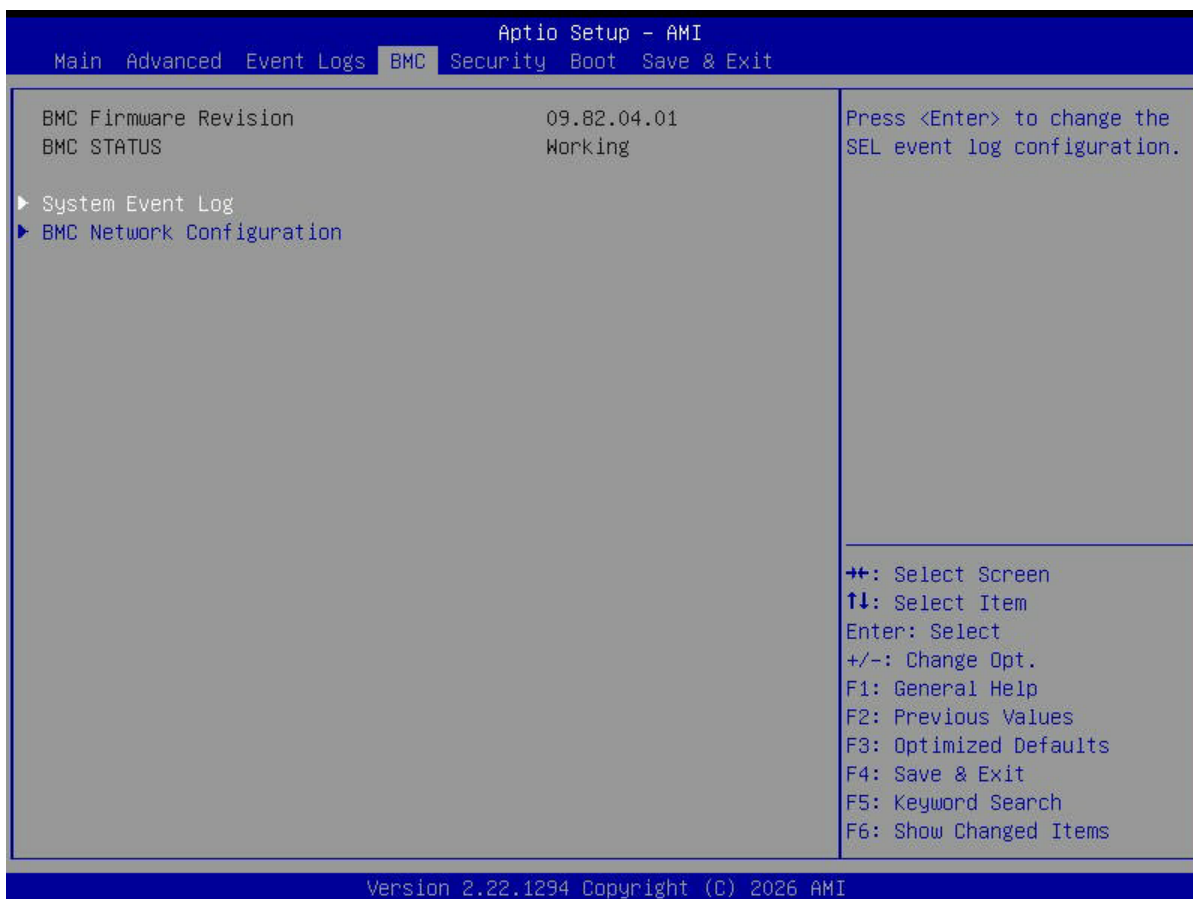 Aptio Setup – AMI
Main Advanced Event Logs BMC Security Boot Save & Exit
BMC Firmware Revision 09.82.04.01
BMC STATUS Working
System Event Log
BMC Network Configuration
Press <Enter> to change the
SEL event log configuration.
→←: Select Screen
↑↓: Select Item
Enter: Select
+/-: Change Opt.
F1: General Help
F2: Previous Values
F3: Optimized Defaults
F4: Save & Exit
F5: Keyword Search
F6: Show Changed Items
Version 2.22.1294 Copyright (C) 2026 AMI